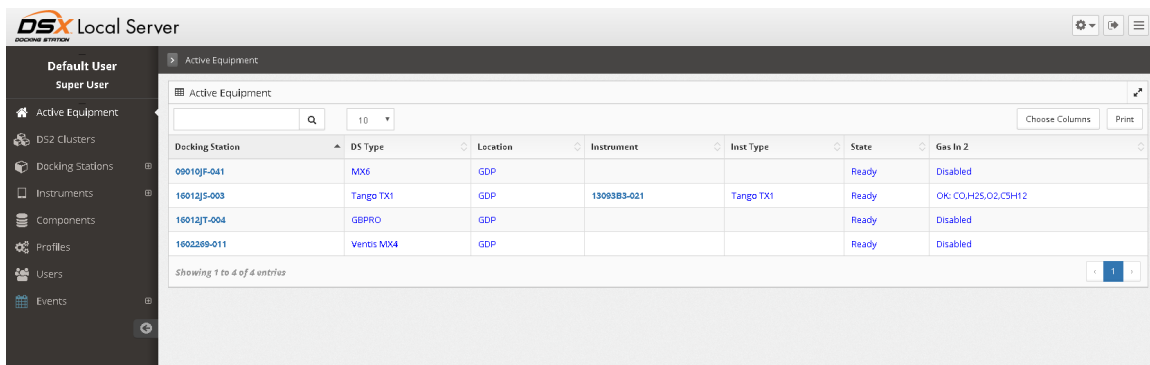 DSX Local Server
DOCKING STATION
Default User
Super User
Active Equipment
DS2 Clusters
Docking Stations
Instruments
Components
Profiles
Users
Events
Active Equipment
Active Equipment
10
Choose Columns Print
Docking Station DS Type Location Instrument Inst Type State Gas In 2
09010JF-041 MX6 GDP Ready Disabled
16012JS-003 Tango TX1 GDP 13093B3-021 Tango TX1 Ready OK: CO,H2S,O2,C5H12
16012JT-004 GBPRO GDP Ready Disabled
1602269-011 Ventis MX4 GDP Ready Disabled
Showing 1 to 4 of 4 entries
1